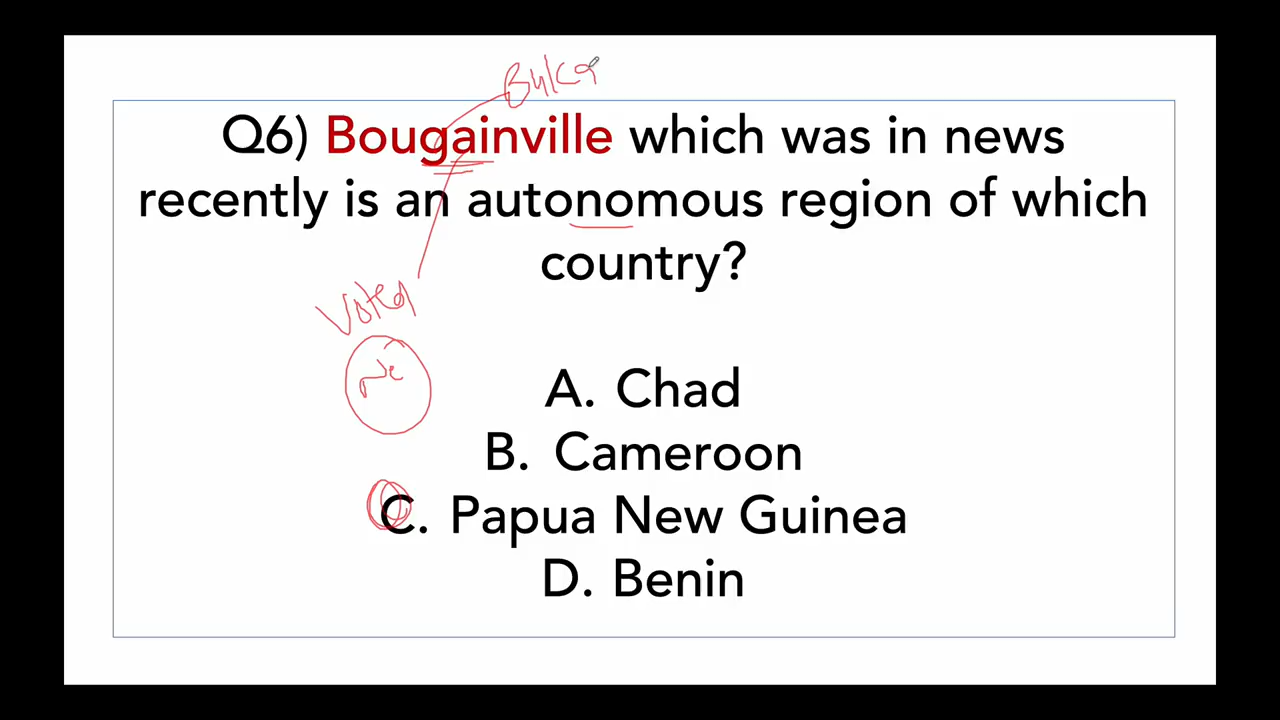 Buka
Q6) Bougainville which was in news
recently is an autonomous region of which
country?
Voted
A. Chad
B. Cameroon
C. Papua New Guinea
D. Benin